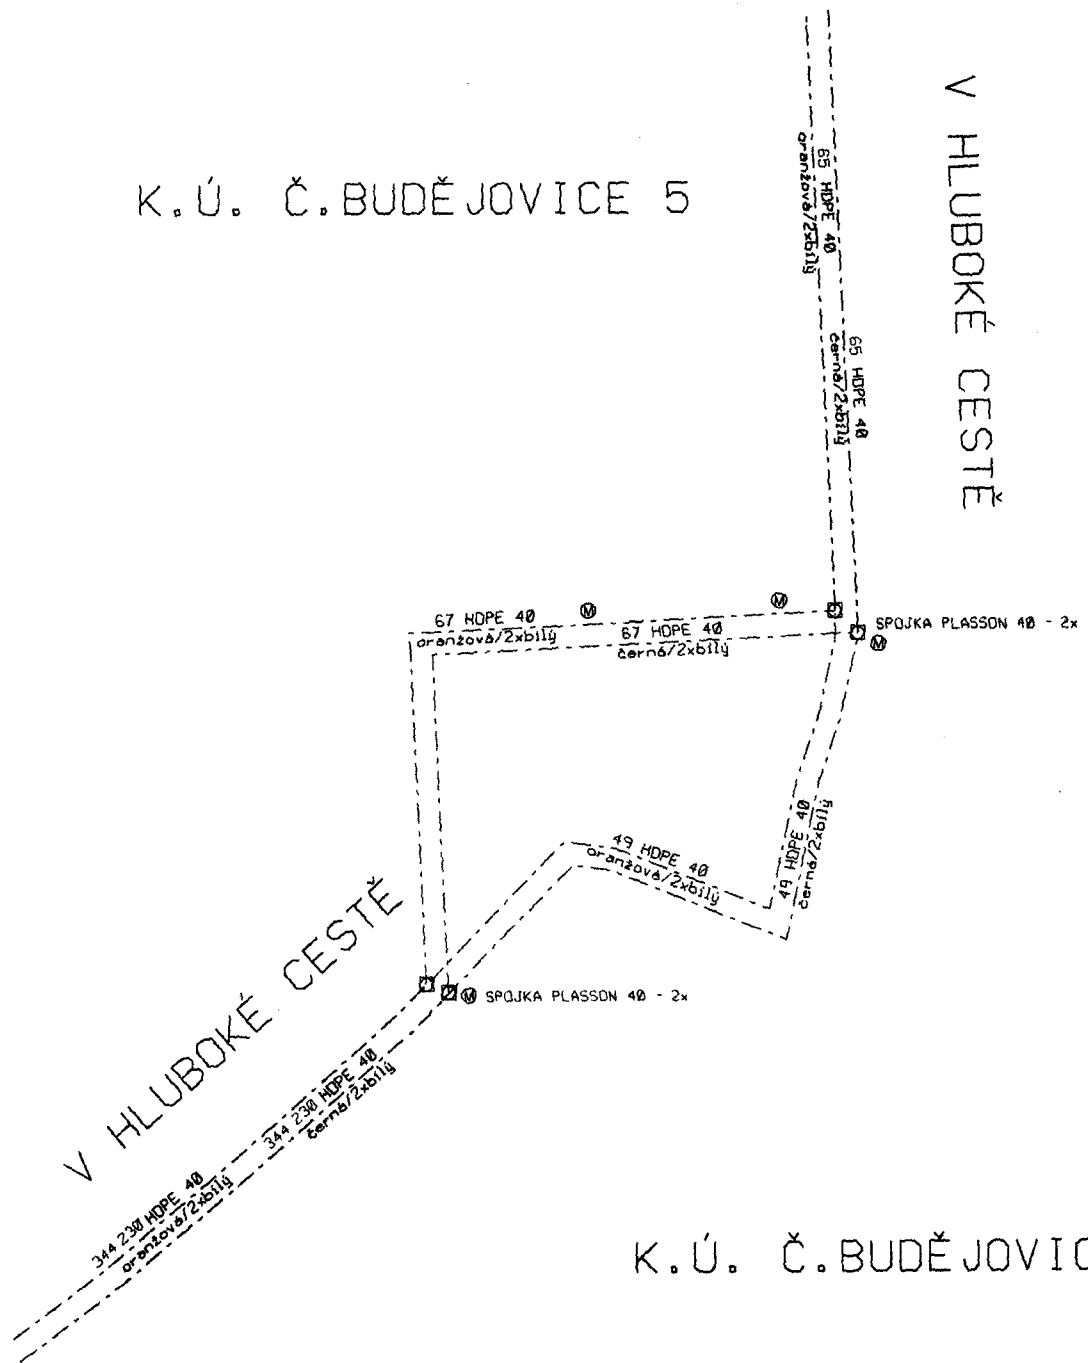 K.Ú. Č.BUDĚJOVICE 5
V HLUBOKÉ CESTĚ
65 HDPE 40
oranžová/2xbílý
65 HDPE 40
černá/2xbílý
67 HDPE 40
oranžová/2xbílý
M
M
67 HDPE 40
černá/2xbílý
SPOJKA PLASSON 40 - 2x
M
49 HDPE 40
oranžová/2xbílý
49 HDPE 40
černá/2xbílý
V HLUBOKÉ CESTĚ
M SPOJKA PLASSON 40 - 2x
344 230 HDPE 40
černá/2xbílý
344 230 HDPE 40
oranžová/2xbílý
K.Ú. Č.BUDĚJOVIC